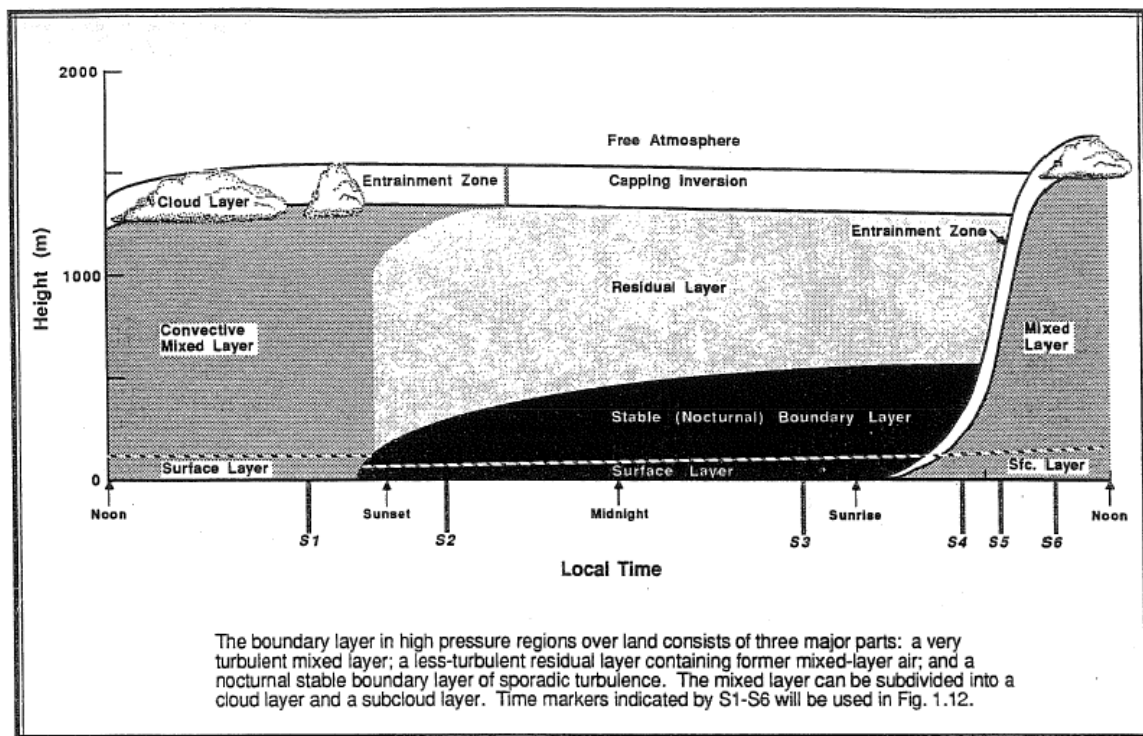 2000
Free Atmosphere
Entrainment Zone
Capping Inversion
Cloud Layer
Entrainment Zone
1000
Residual Layer
Height (m)
Convective
Mixed Layer
Mixed
Layer
Stable (Nocturnal) Boundary Layer
Surface Layer
Surface Layer
Sfc. Layer
0
Noon
Sunset
Midnight
Sunrise
Noon
S1
S2
S3
S4
S5
S6
Local Time
The boundary layer in high pressure regions over land consists of three major parts: a very
turbulent mixed layer; a less-turbulent residual layer containing former mixed-layer air; and a
nocturnal stable boundary layer of sporadic turbulence. The mixed layer can be subdivided into a
cloud layer and a subcloud layer. Time markers indicated by S1-S6 will be used in Fig. 1.12.